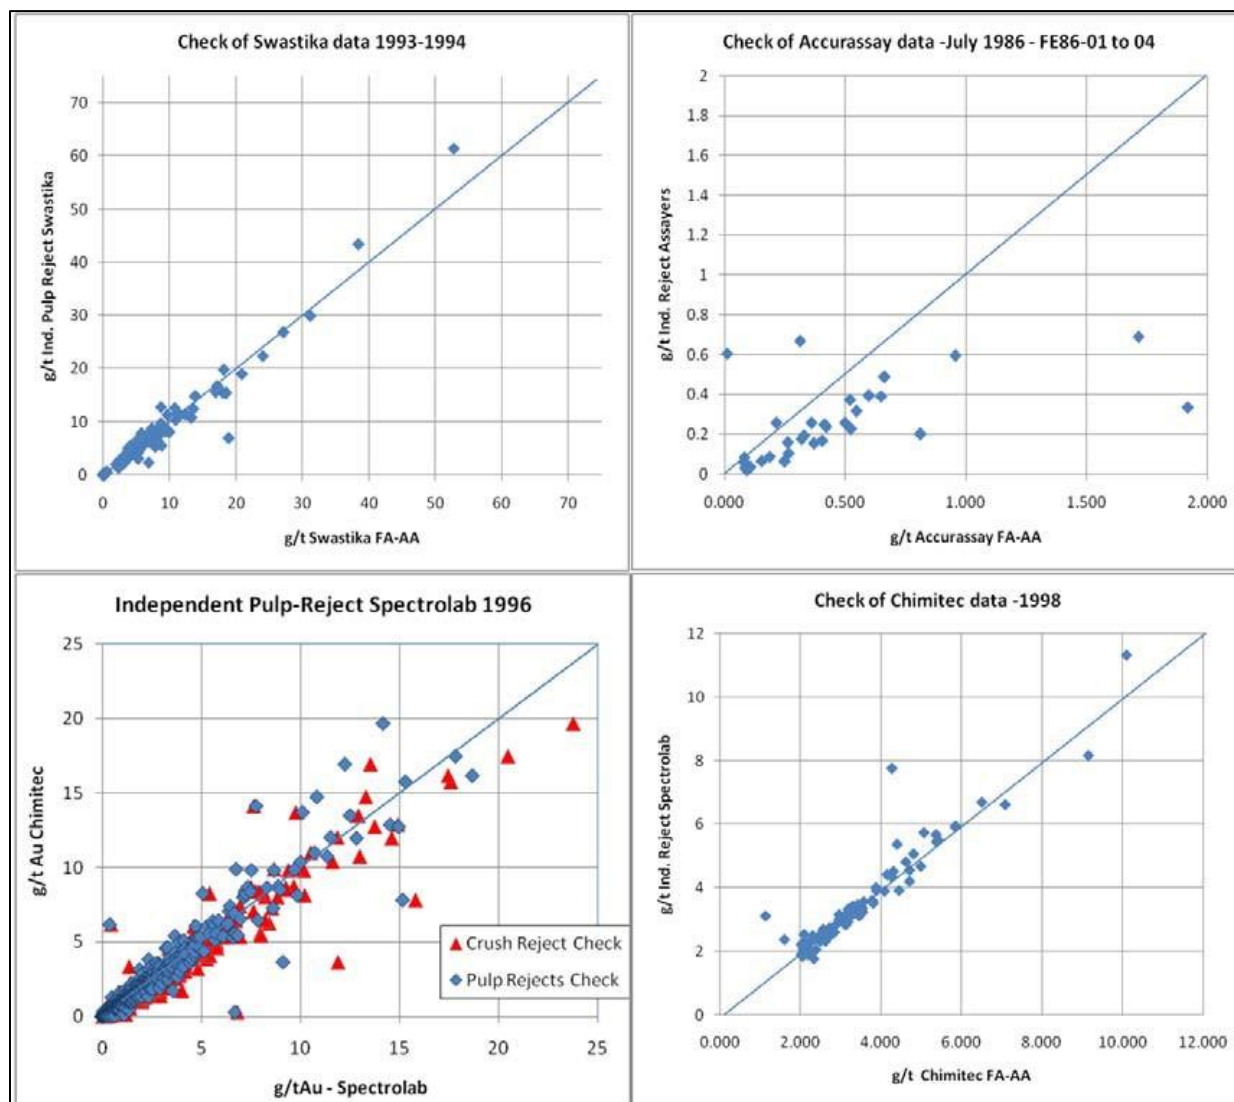 Check of Swastika data 1993-1994
70
60
50
40
30
20
10
0
g/t Ind. Pulp Reject Swastika
0 10 20 30 40 50 60 70
g/t Swastika FA-AA
Check of Accurassay data -July 1986 - FE86-01 to 04
2
1.8
1.6
1.4
1.2
1
0.8
0.6
0.4
0.2
0
g/t Ind. Reject Assayers
0.000 0.500 1.000 1.500 2.000
g/t Accurassay FA-AA
Independent Pulp-Reject Spectrolab 1996
25
20
15
10
5
0
g/t Au Chimitec
Crush Reject Check
Pulp Rejects Check
0 5 10 15 20 25
g/tAu - Spectrolab
Check of Chimitec data -1998
12
10
8
6
4
2
0
g/t Ind. Reject Spectrolab
0.000 2.000 4.000 6.000 8.000 10.000 12.000
g/t Chimitec FA-AA